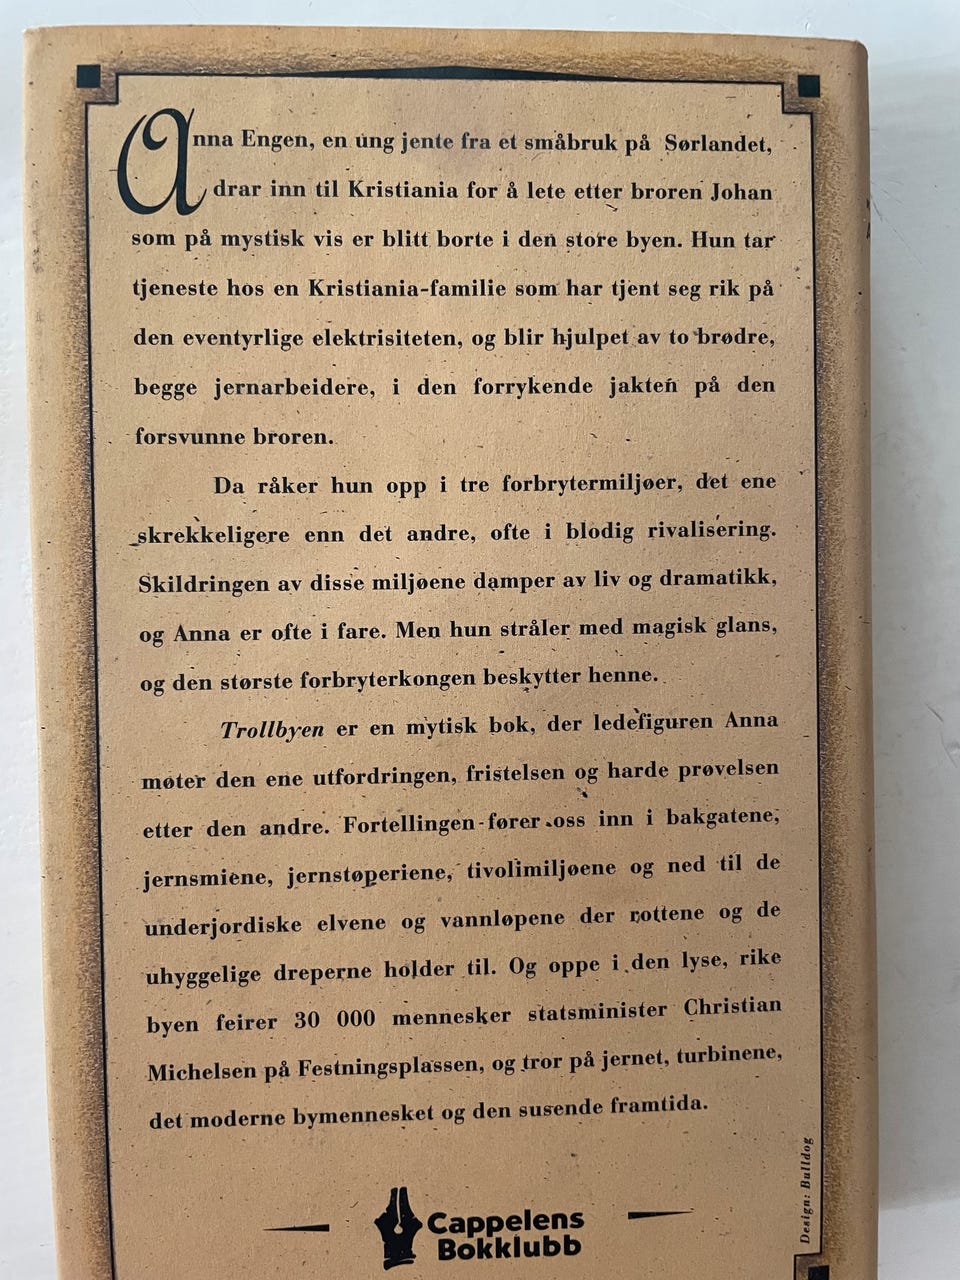 Anna Engen, en ung jente fra et småbruk på Sørlandet,
drar inn til Kristiania for å lete etter broren Johan
som på mystisk vis er blitt borte i den store byen. Hun tar
tjeneste hos en Kristiania-familie som har tjent seg rik på
den eventyrlige elektrisiteten, og blir hjulpet av to brødre,
begge jernarbeidere, i den forrykende jakten på den
forsvunne broren.
Da råker hun opp i tre forbrytermiljøer, det ene
skrekkeligere enn det andre, ofte i blodig rivalisering.
Skildringen av disse miljøene damper av liv og dramatikk,
og Anna er ofte i fare. Men hun stråler med magisk glans,
og den største forbryterkongen beskytter henne.
Trollbyen er en mytisk bok, der ledefiguren Anna
møter den ene utfordringen, fristelsen og harde prøvelsen
etter den andre. Fortellingen fører oss inn i bakgatene,
jernsmiene, jernstøperiene, tivolimiljøene og ned til de
underjordiske elvene og vannløpene der rottene og de
uhyggelige dreperne holder til. Og oppe i den lyse, rike
byen feirer 30 000 mennesker statsminister Christian
Michelsen på Festningsplassen, og tror på jernet, turbinene,
det moderne bymennesket og den susende framtida.
Design: Bulldog
Cappelens
Bokklubb